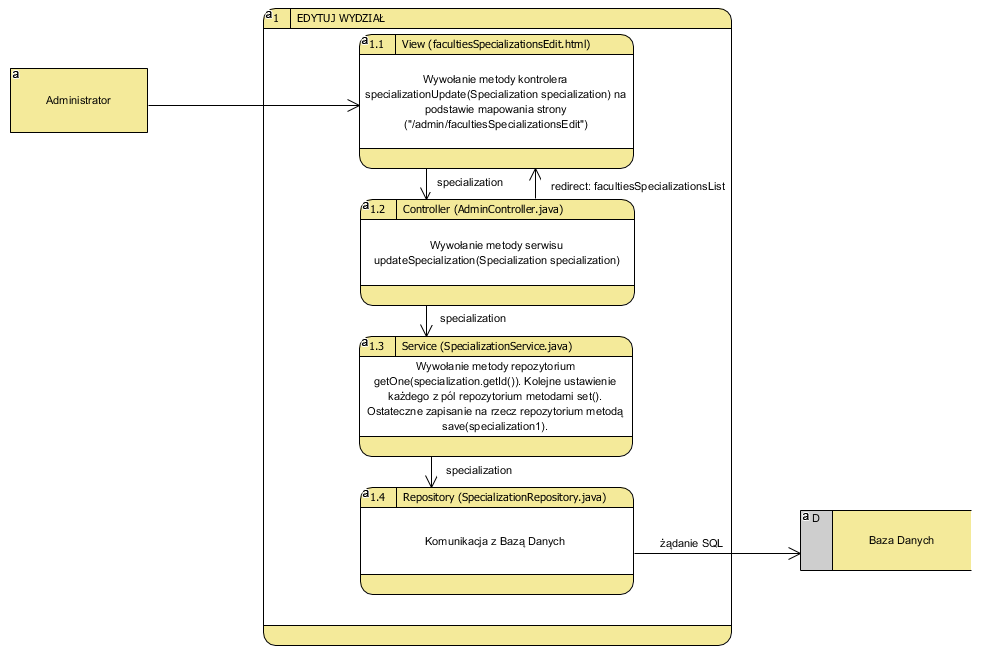 a 1 EDYTUJ WYDZIAŁ
a 1.1 View (facultiesSpecializationsEdit.html)
a
Administrator
Wywołanie metody kontrolera
specializationUpdate(Specialization specialization) na
podstawie mapowania strony
("/admin/facultiesSpecializationsEdit")
specialization
redirect: facultiesSpecializationsList
a 1.2 Controller (AdminController.java)
Wywołanie metody serwisu
updateSpecialization(Specialization specialization)
specialization
a 1.3 Service (SpecializationService.java)
Wywołanie metody repozytorium
getOne(specialization.getId()). Kolejne ustawienie
każdego z pól repozytorium metodami set().
Ostateczne zapisanie na rzecz repozytorium metodą
save(specialization1).
specialization
a 1.4 Repository (SpecializationRepository.java)
Komunikacja z Bazą Danych
żądanie SQL
a D
Baza Danych